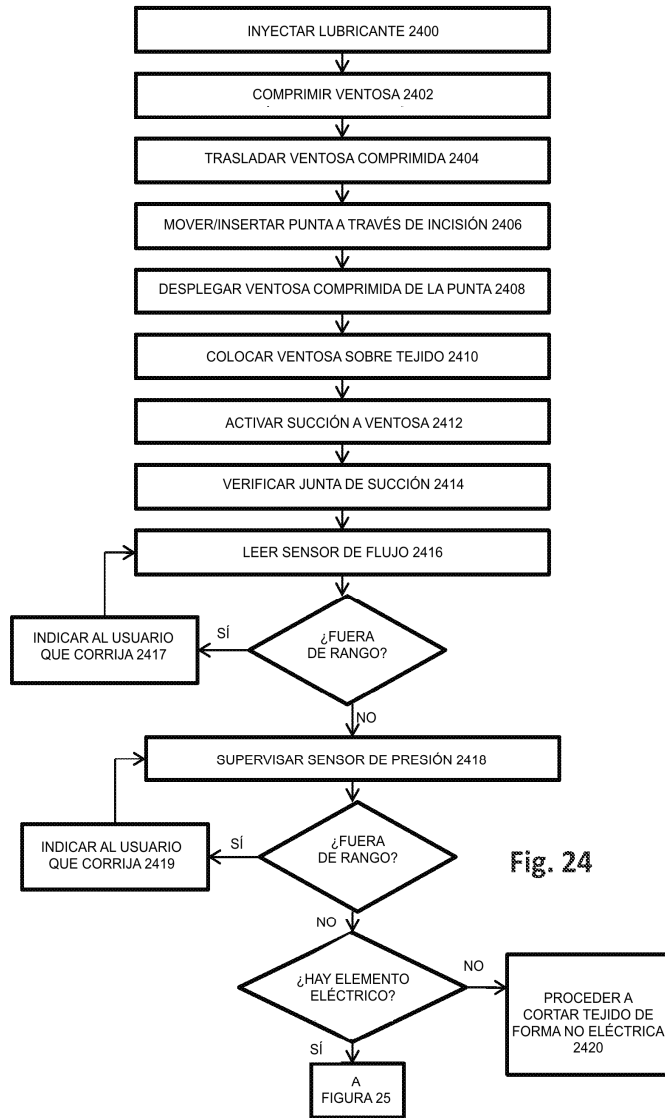 INYECTAR LUBRICANTE 2400
COMPRIMIR VENTOSA 2402
TRASLADAR VENTOSA COMPRIMIDA 2404
MOVER/INSERTAR PUNTA A TRAVÉS DE INCISIÓN 2406
DESPLEGAR VENTOSA COMPRIMIDA DE LA PUNTA 2408
COLOCAR VENTOSA SOBRE TEJIDO 2410
ACTIVAR SUCCIÓN A VENTOSA 2412
VERIFICAR JUNTA DE SUCCIÓN 2414
LEER SENSOR DE FLUJO 2416
INDICAR AL USUARIO
QUE CORRIJA 2417
SÍ
¿FUERA
DE RANGO?
NO
SUPERVISAR SENSOR DE PRESIÓN 2418
INDICAR AL USUARIO
QUE CORRIJA 2419
SÍ
¿FUERA
DE RANGO?
Fig. 24
NO
¿HAY ELEMENTO
ELÉCTRICO?
NO
PROCEDER A
CORTAR TEJIDO DE
FORMA NO ELÉCTRICA
2420
SÍ
A
FIGURA 25